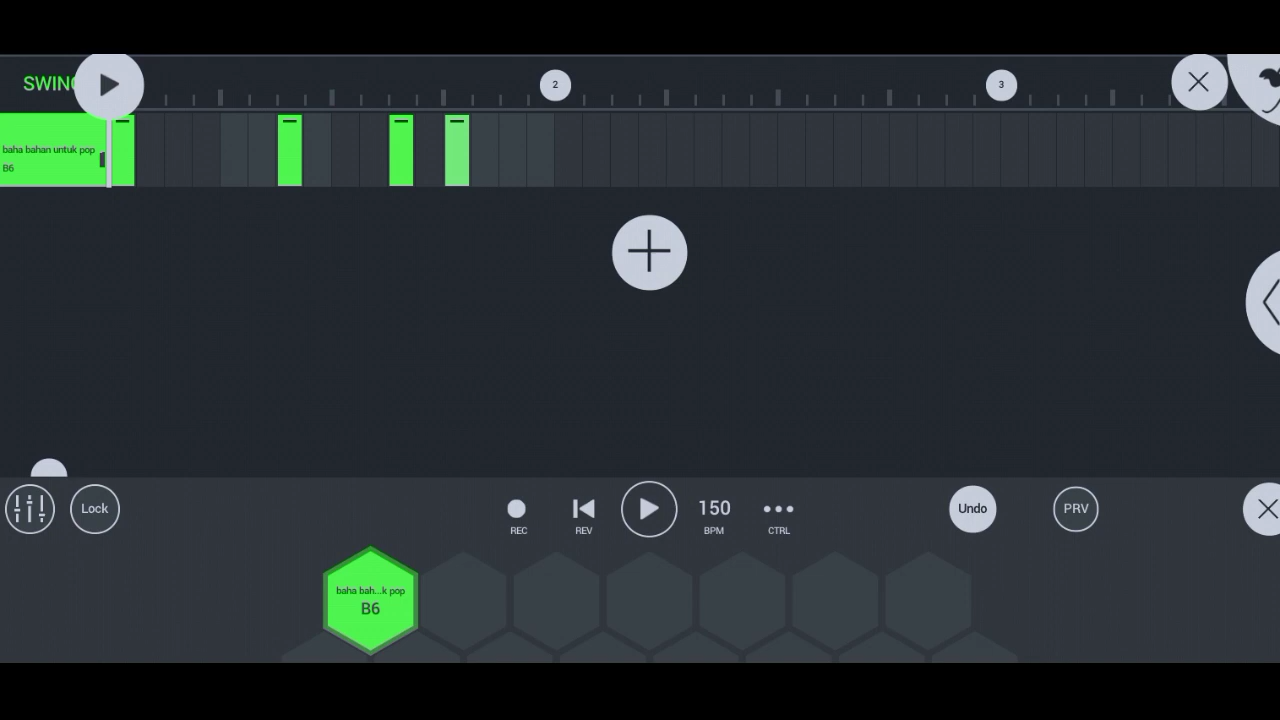 SWING
2
3
baha bahan untuk pop
B6
Lock
REC
REV
150
BPM
CTRL
Undo
PRV
baha bah...k pop
B6